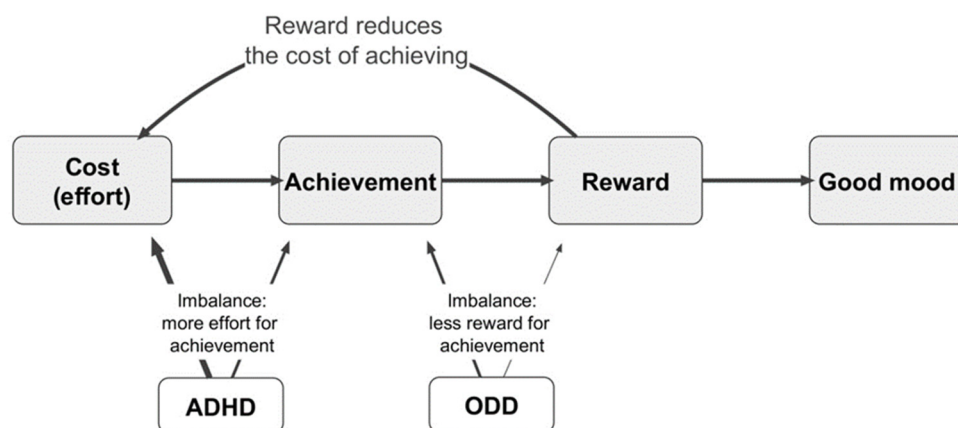 Reward reduces
the cost of achieving
Cost
(effort)
Achievement
Reward
Good mood
Imbalance:
more effort for
achievement
Imbalance:
less reward for
achievement
ADHD
ODD